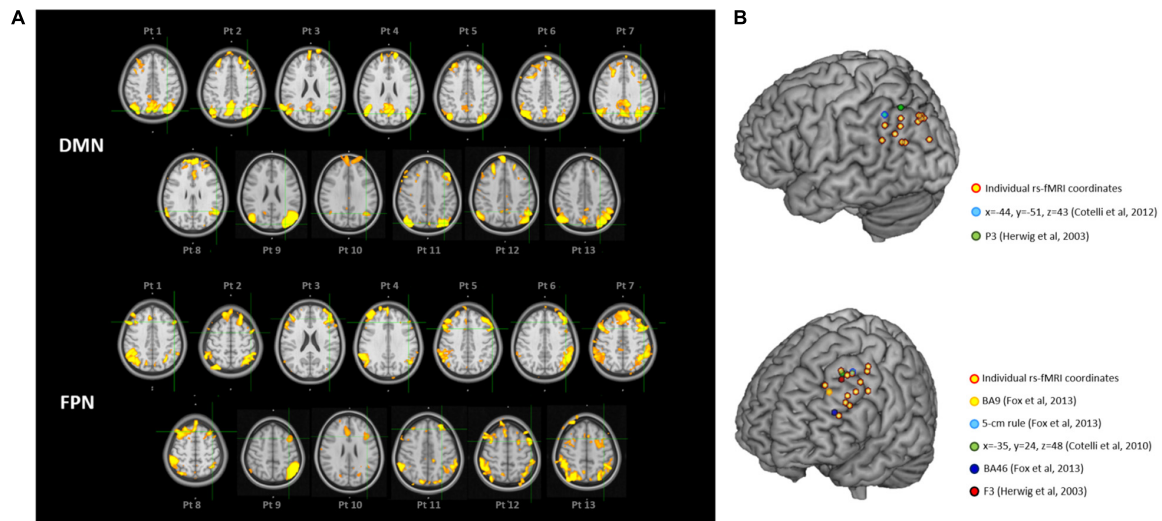 A
Pt 1 Pt 2 Pt 3 Pt 4 Pt 5 Pt 6 Pt 7
DMN
Pt 8 Pt 9 Pt 10 Pt 11 Pt 12 Pt 13
Pt 1 Pt 2 Pt 3 Pt 4 Pt 5 Pt 6 Pt 7
FPN
Pt 8 Pt 9 Pt 10 Pt 11 Pt 12 Pt 13
B
Individual rs-fMRI coordinates
x=-44, y=-51, z=43 (Cotelli et al, 2012)
P3 (Herwig et al, 2003)
Individual rs-fMRI coordinates
BA9 (Fox et al, 2013)
5-cm rule (Fox et al, 2013)
x=-35, y=24, z=48 (Cotelli et al, 2010)
BA46 (Fox et al, 2013)
F3 (Herwig et al, 2003)